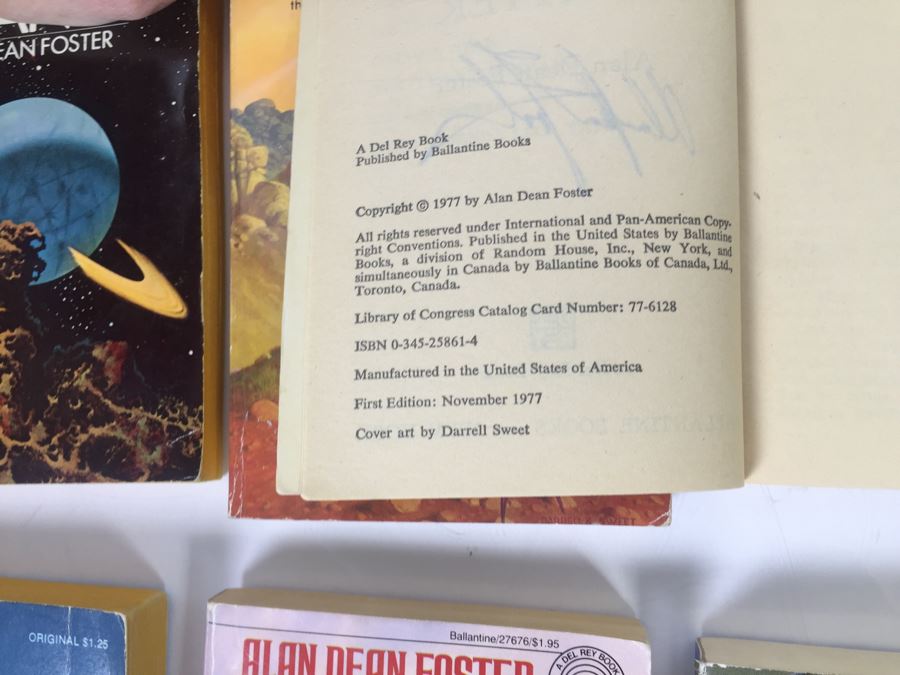 EAN FOSTER
th
A Del Rey Book
Published by Ballantine Books
Copyright © 1977 by Alan Dean Foster
All rights reserved under International and Pan-American Copy-
right Conventions. Published in the United States by Ballantine
Books, a division of Random House, Inc., New York, and
simultaneously in Canada by Ballantine Books of Canada, Ltd.,
Toronto, Canada.
Library of Congress Catalog Card Number: 77-6128
ISBN 0-345-25861-4
Manufactured in the United States of America
First Edition: November 1977
Cover art by Darrell Sweet
ORIGINAL $1.25
Ballantine/27676/$1.95
ALAN DEAN FOSTER
A DEL REY BOOK